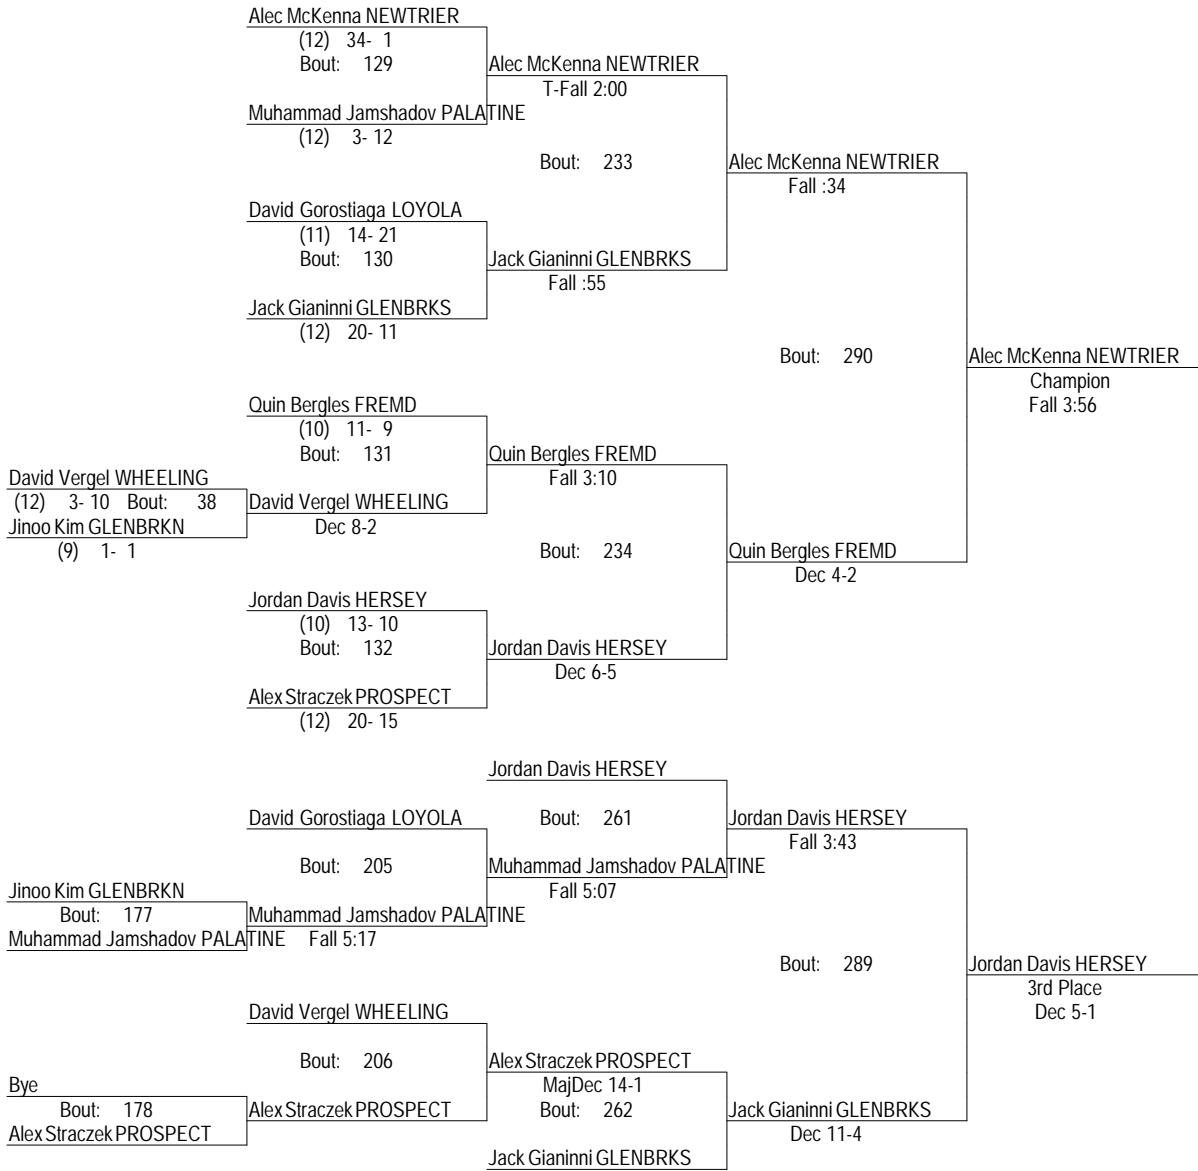 Alec McKenna NEWTRIER
(12) 34- 1
Bout: 129
Alec McKenna NEWTRIER
T-Fall 2:00
Muhammad Jamshadov PALATINE
(12) 3- 12
Bout: 233
Alec McKenna NEWTRIER
Fall :34
David Gorostiaga LOYOLA
(11) 14- 21
Bout: 130
Jack Gianinni GLENBRKS
Fall :55
Jack Gianinni GLENBRKS
(12) 20- 11
Bout: 290
Alec McKenna NEWTRIER
Champion
Fall 3:56
Quin Bergles FREMD
(10) 11- 9
Bout: 131
Quin Bergles FREMD
Fall 3:10
David Vergel WHEELING
(12) 3- 10 Bout: 38
David Vergel WHEELING
Dec 8-2
Jinoo Kim GLENBRKN
(9) 1- 1
Bout: 234
Quin Bergles FREMD
Dec 4-2
Jordan Davis HERSEY
(10) 13- 10
Bout: 132
Jordan Davis HERSEY
Dec 6-5
Alex Straczek PROSPECT
(12) 20- 15
Jordan Davis HERSEY
David Gorostiaga LOYOLA
Bout: 261
Jordan Davis HERSEY
Fall 3:43
Bout: 205
Muhammad Jamshadov PALATINE
Fall 5:07
Jinoo Kim GLENBRKN
Bout: 177
Muhammad Jamshadov PALATINE
Muhammad Jamshadov PALATINE Fall 5:17
Bout: 289
Jordan Davis HERSEY
3rd Place
Dec 5-1
David Vergel WHEELING
Bout: 206
Alex Straczek PROSPECT
MajDec 14-1
Bye
Bout: 178
Alex Straczek PROSPECT
Bout: 262
Jack Gianinni GLENBRKS
Dec 11-4
Alex Straczek PROSPECT
Jack Gianinni GLENBRKS